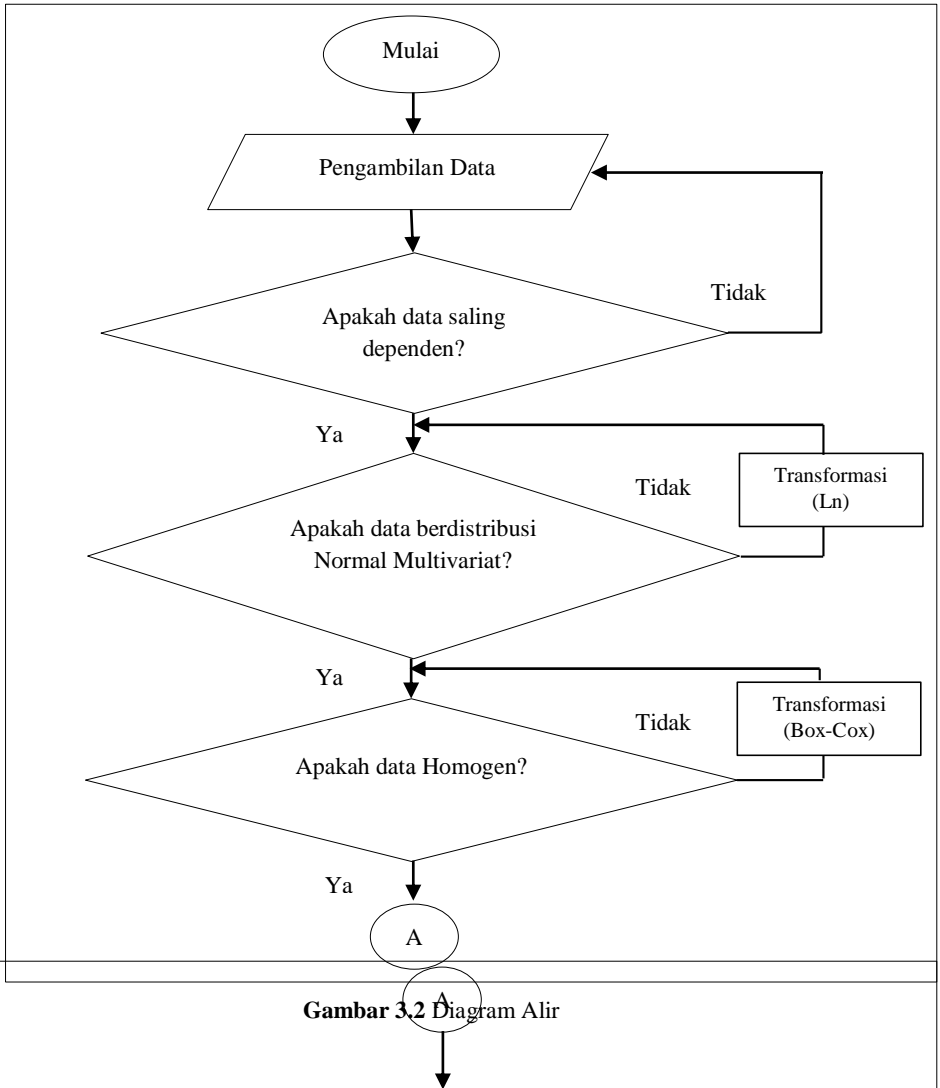 Mulai
Pengambilan Data
Tidak
Apakah data saling
dependen?
Ya
Tidak
Transformasi
(Ln)
Apakah data berdistribusi
Normal Multivariat?
Ya
Tidak
Transformasi
(Box-Cox)
Apakah data Homogen?
Ya
A
A
Gambar 3.2 Diagram Alir